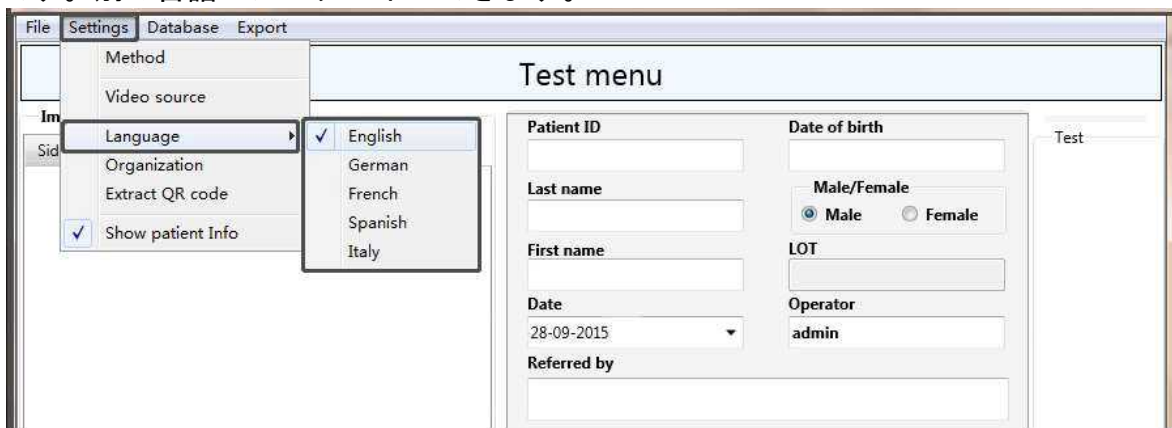 File Settings Database Export
Test menu
Method
Video source
Language
Organization
Extract QR code
Show patient Info
English
German
French
Spanish
Italy
Im
Sid
Patient ID
Date of birth
Last name
Male/Female
Male Female
First name
LOT
Date
Operator
28-09-2015
admin
Referred by
Test